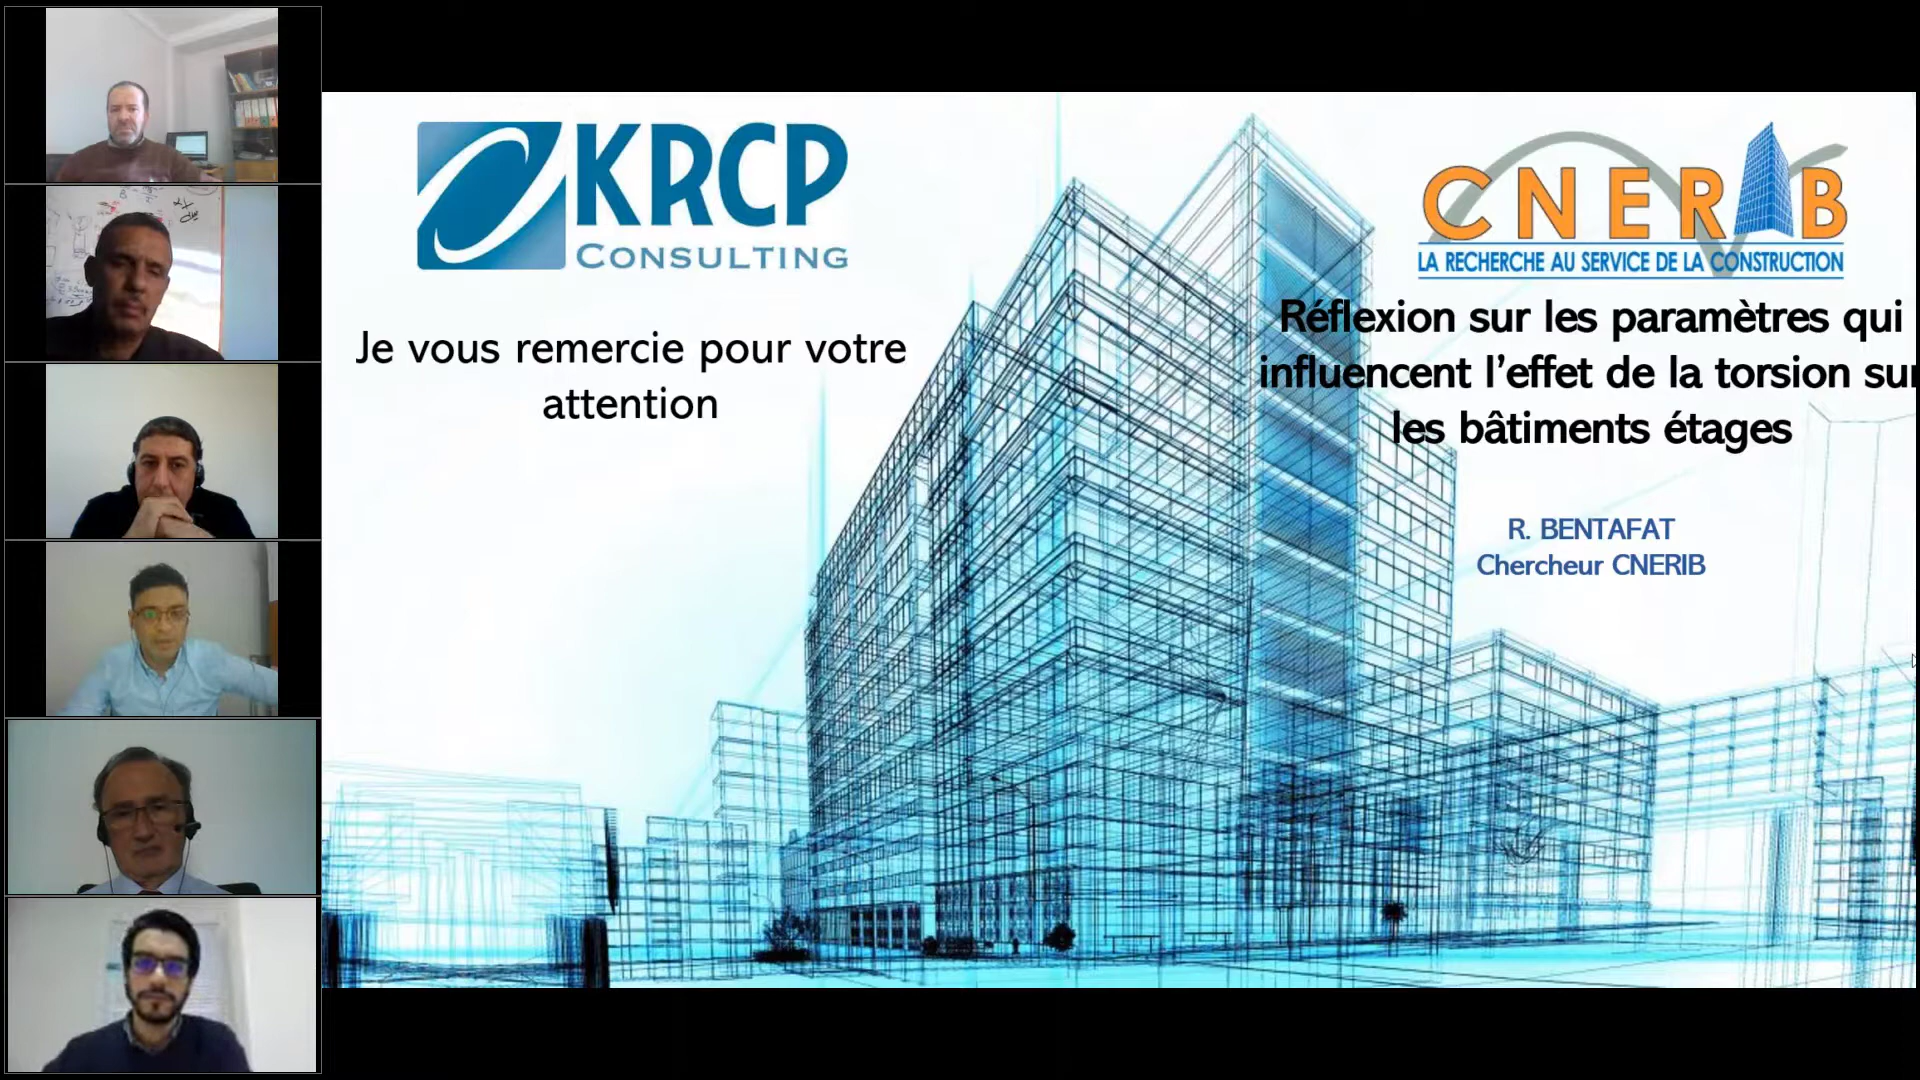 KRCP
CONSULTING
Je vous remercie pour votre
attention
CNERIB
LA RECHERCHE AU SERVICE DE LA CONSTRUCTION
Réflexion sur les paramètres qui
influencent l’effet de la torsion sur
les bâtiments étages
R. BENTAFAT
Chercheur CNERIB